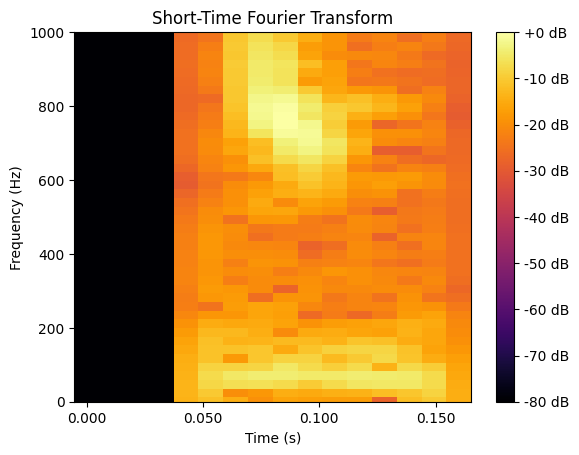 Short-Time Fourier Transform
1000
800
600
400
200
0
Frequency (Hz)
0.000
0.050
0.100
0.150
Time (s)
+0 dB
-10 dB
-20 dB
-30 dB
-40 dB
-50 dB
-60 dB
-70 dB
-80 dB